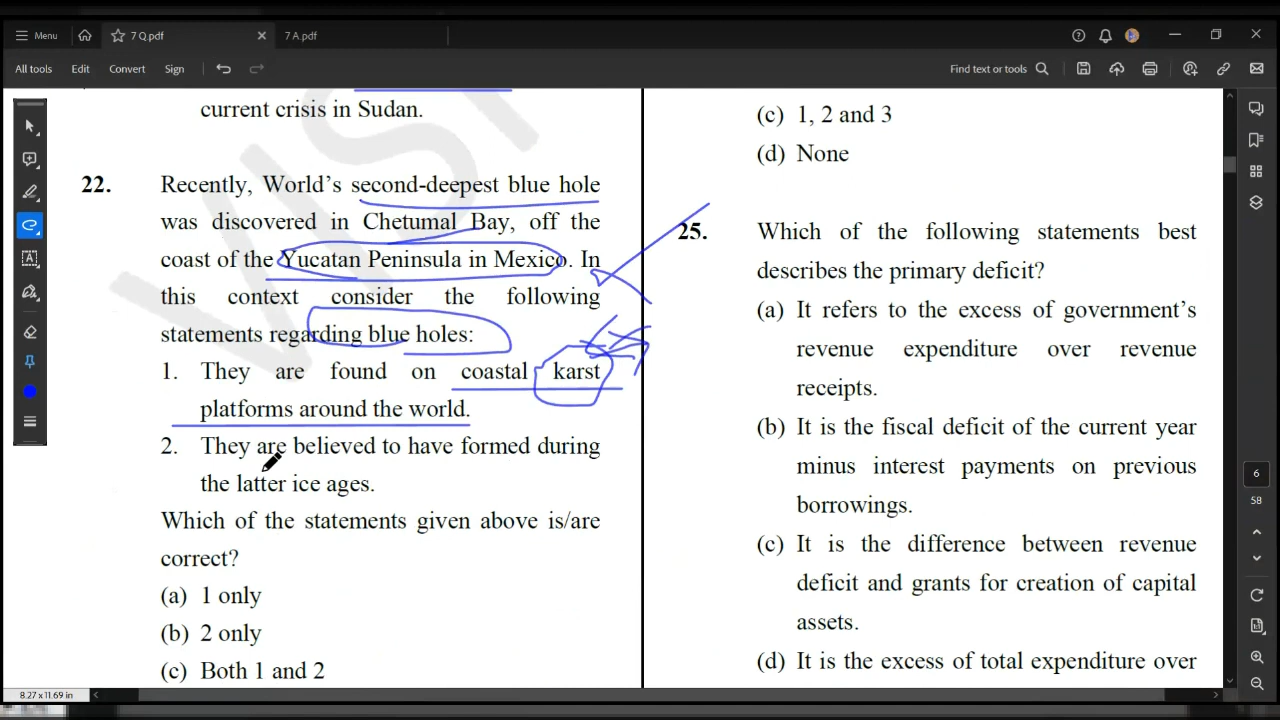 Menu
7 Q.pdf
7 A.pdf
All tools
Edit
Convert
Sign
Find text or tools
current crisis in Sudan.
22. Recently, World's second-deepest blue hole
was discovered in Chetumal Bay, off the
coast of the Yucatan Peninsula in Mexico. In
this context consider the following
statements regarding blue holes:
1. They are found on coastal karst
platforms around the world.
2. They are believed to have formed during
the latter ice ages.
Which of the statements given above is/are
correct?
(a) 1 only
(b) 2 only
(c) Both 1 and 2
(c) 1, 2 and 3
(d) None
25. Which of the following statements best
describes the primary deficit?
(a) It refers to the excess of government's
revenue expenditure over revenue
receipts.
(b) It is the fiscal deficit of the current year
minus interest payments on previous
borrowings.
(c) It is the difference between revenue
deficit and grants for creation of capital
assets.
(d) It is the excess of total expenditure over
6
58
8.27 x 11.69 in